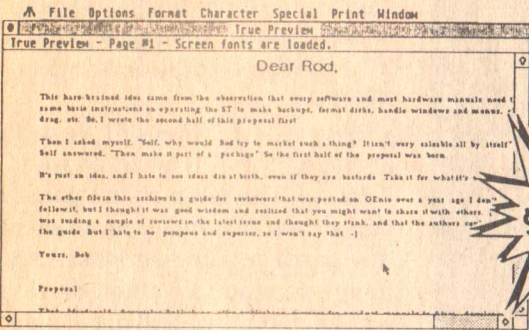 File Options Format Character Special Print Window
True Preview
True Preview - Page #1 - Screen fonts are loaded.
Dear Rod,
This hare-brained idea came from the observation that every software and most hardware manuals need t
same basic instructions on operating the ST to make backups, format disks, handle windows and menus,
drag, etc. So, I wrote the second half of this proposal first
Then I asked myself, "Self, why would Rod try to market such a thing? It isn't very saleable all by itself"
Self answered, "Then make it part of a package" So the first half of the proposal was born
It's just an idea, and I hate to see ideas die at birth, even if they are bastards Take it for what it's
The other file in this archive is a guide for reviewers that was posted on GEnie over a year ago I don't
follow it, but I thought it was good wisdom and realized that you might want to share it with others.
was reading a couple of reviews in the latest issue and thought they stank, and that the authors
the guide But I hate to be pompous and superior, so I won't say that :-)
Yours, Bob
Proposal